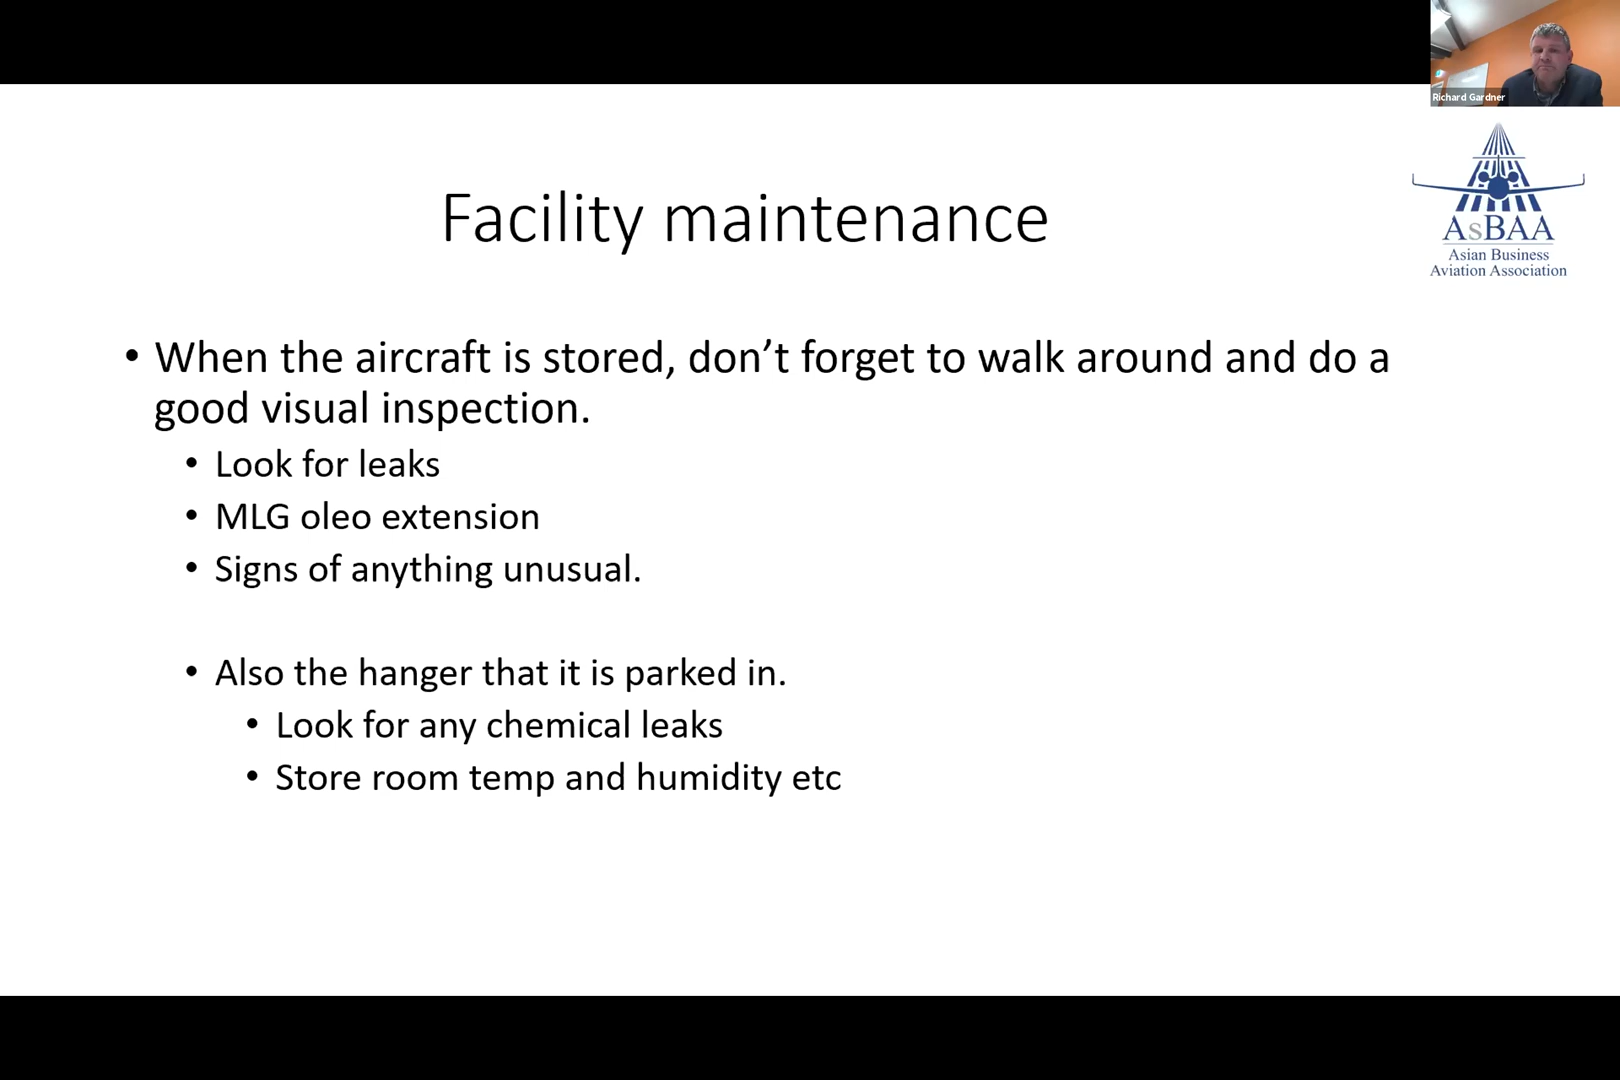 Richard Gardner
AsBAA
Asian Business
Aviation Association
Facility maintenance
• When the aircraft is stored, don’t forget to walk around and do a
good visual inspection.
• Look for leaks
• MLG oleo extension
• Signs of anything unusual.
• Also the hanger that it is parked in.
• Look for any chemical leaks
• Store room temp and humidity etc